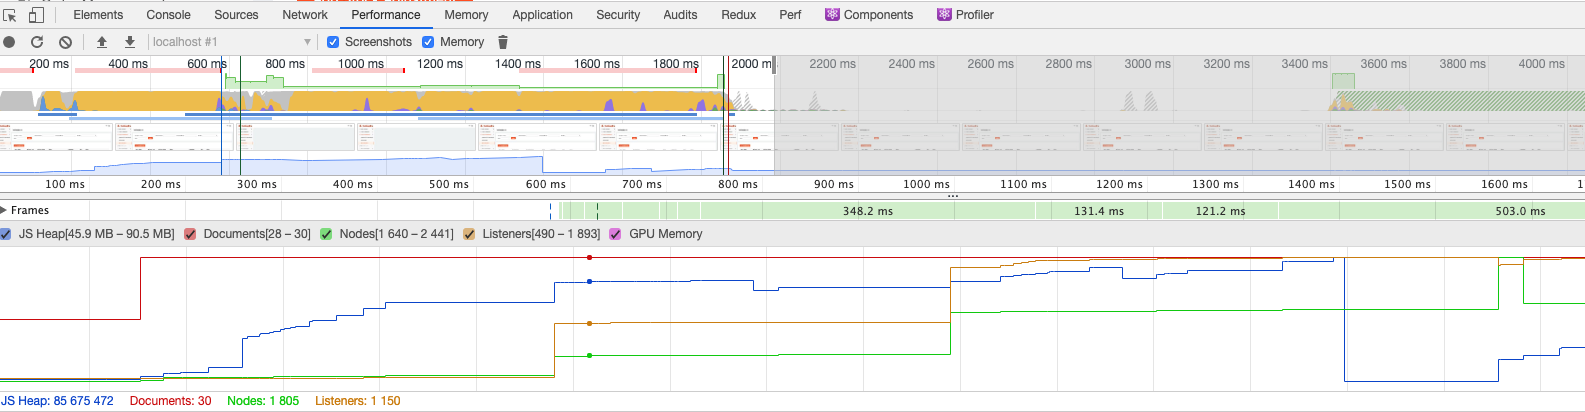 Elements Console Sources Network Performance Memory Application Security Audits Redux Perf Components Profiler
localhost #1 Screenshots Memory
200 ms 400 ms 600 ms 800 ms 1000 ms 1200 ms 1400 ms 1600 ms 1800 ms 2000 ms 2200 ms 2400 ms 2600 ms 2800 ms 3000 ms 3200 ms 3400 ms 3600 ms 3800 ms 4000 ms
100 ms 200 ms 300 ms 400 ms 500 ms 600 ms 700 ms 800 ms 900 ms 1000 ms 1100 ms 1200 ms 1300 ms 1400 ms 1500 ms 1600 ms 1
Frames 348.2 ms 131.4 ms 121.2 ms 503.0 ms
JS Heap[45.9 MB – 90.5 MB] Documents[28 – 30] Nodes[1 640 – 2 441] Listeners[490 – 1 893] GPU Memory
JS Heap: 85 675 472 Documents: 30 Nodes: 1 805 Listeners: 1 150